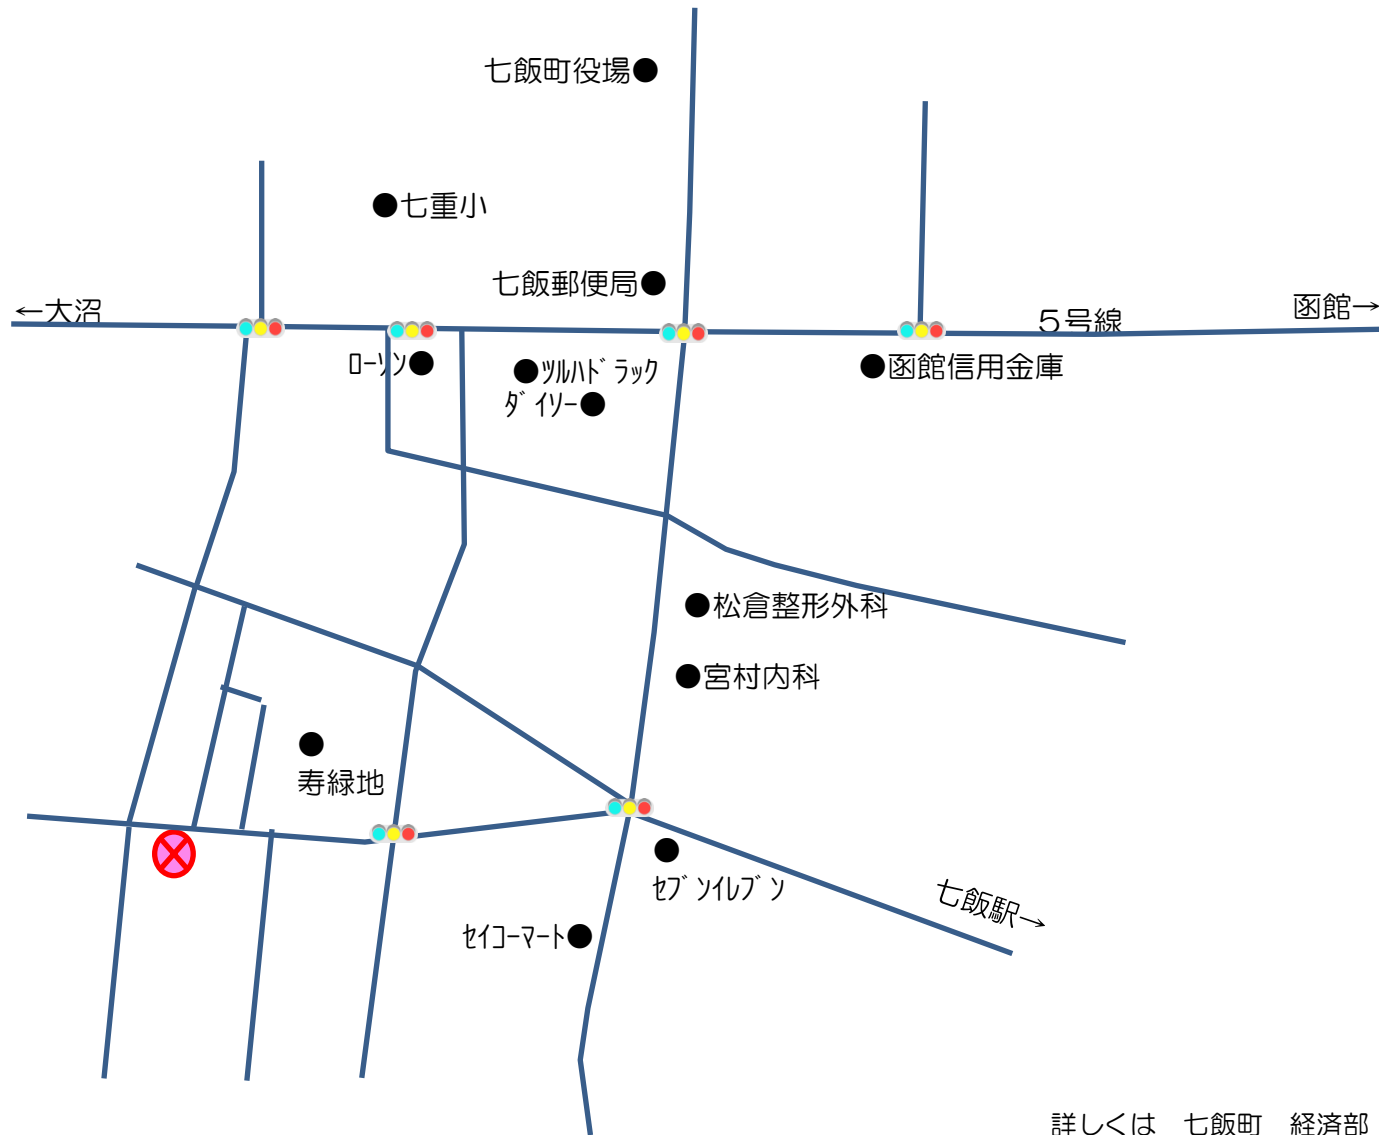 七飯町役場
七重小
七飯郵便局
←大沼
函館→
5号線
ﾛｰｿﾝ
ﾂﾙﾊﾄﾞﾗｯｸ
函館信用金庫
ﾀﾞｲｿｰ
松倉整形外科
宮村内科
寿緑地
ｾﾌﾞﾝｲﾚﾌﾞﾝ
七飯駅→
ｾｲｺｰﾏｰﾄ
詳しくは　七飯町　経済部